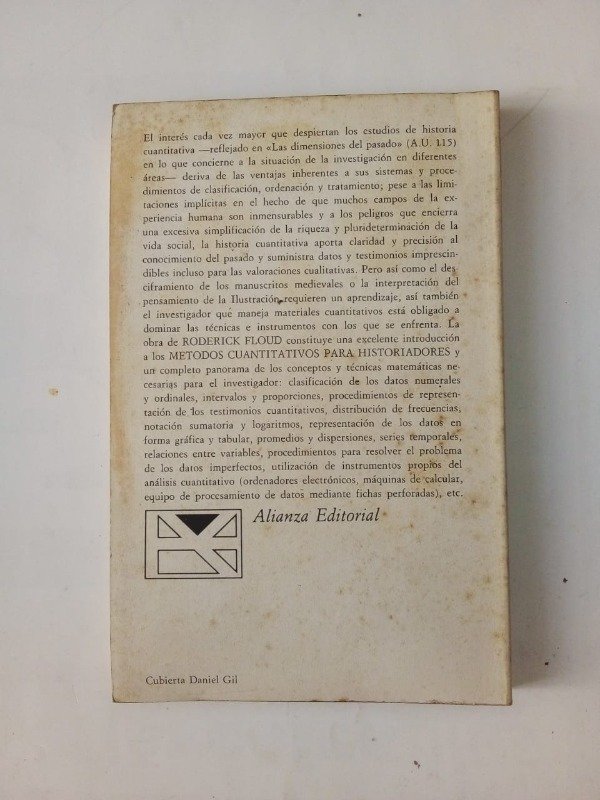 El interés cada vez mayor que despiertan los estudios de historia
cuantitativa —reflejado en «Las dimensiones del pasado» (A.U. 115)
en lo que concierne a la situación de la investigación en diferentes
áreas— deriva de las ventajas inherentes a sus sistemas y proce-
dimientos de clasificación, ordenación y tratamiento; pese a las limi-
taciones implícitas en el hecho de que muchos campos de la ex-
periencia humana son inmensurables y a los peligros que encierra
una excesiva simplificación de la riqueza y plurideterminación de la
vida social, la historia cuantitativa aporta claridad y precisión al
conocimiento del pasado y suministra datos y testimonios imprescin-
dibles incluso para las valoraciones cualitativas. Pero así como el des-
ciframiento de los manuscritos medievales o la interpretación del
pensamiento de la Ilustración requieren un aprendizaje, así también
el investigador que maneja materiales cuantitativos está obligado a
dominar las técnicas e instrumentos con los que se enfrenta. La
obra de RODERICK FLOUD constituye una excelente introducción
a los METODOS CUANTITATIVOS PARA HISTORIADORES y
un completo panorama de los conceptos y técnicas matemáticas ne-
cesarias para el investigador: clasificación de los datos numerales
y ordinales, intervalos y proporciones, procedimientos de represen-
tación de los testimonios cuantitativos, distribución de frecuencias,
notación sumatoria y logaritmos, representación de los datos en
forma gráfica y tabular, promedios y dispersiones, series temporales,
relaciones entre variables, procedimientos para resolver el problema
de los datos imperfectos, utilización de instrumentos propios del
análisis cuantitativo (ordenadores electrónicos, máquinas de calcular,
equipo de procesamiento de datos mediante fichas perforadas), etc.
Alianza Editorial
Cubierta Daniel Gil